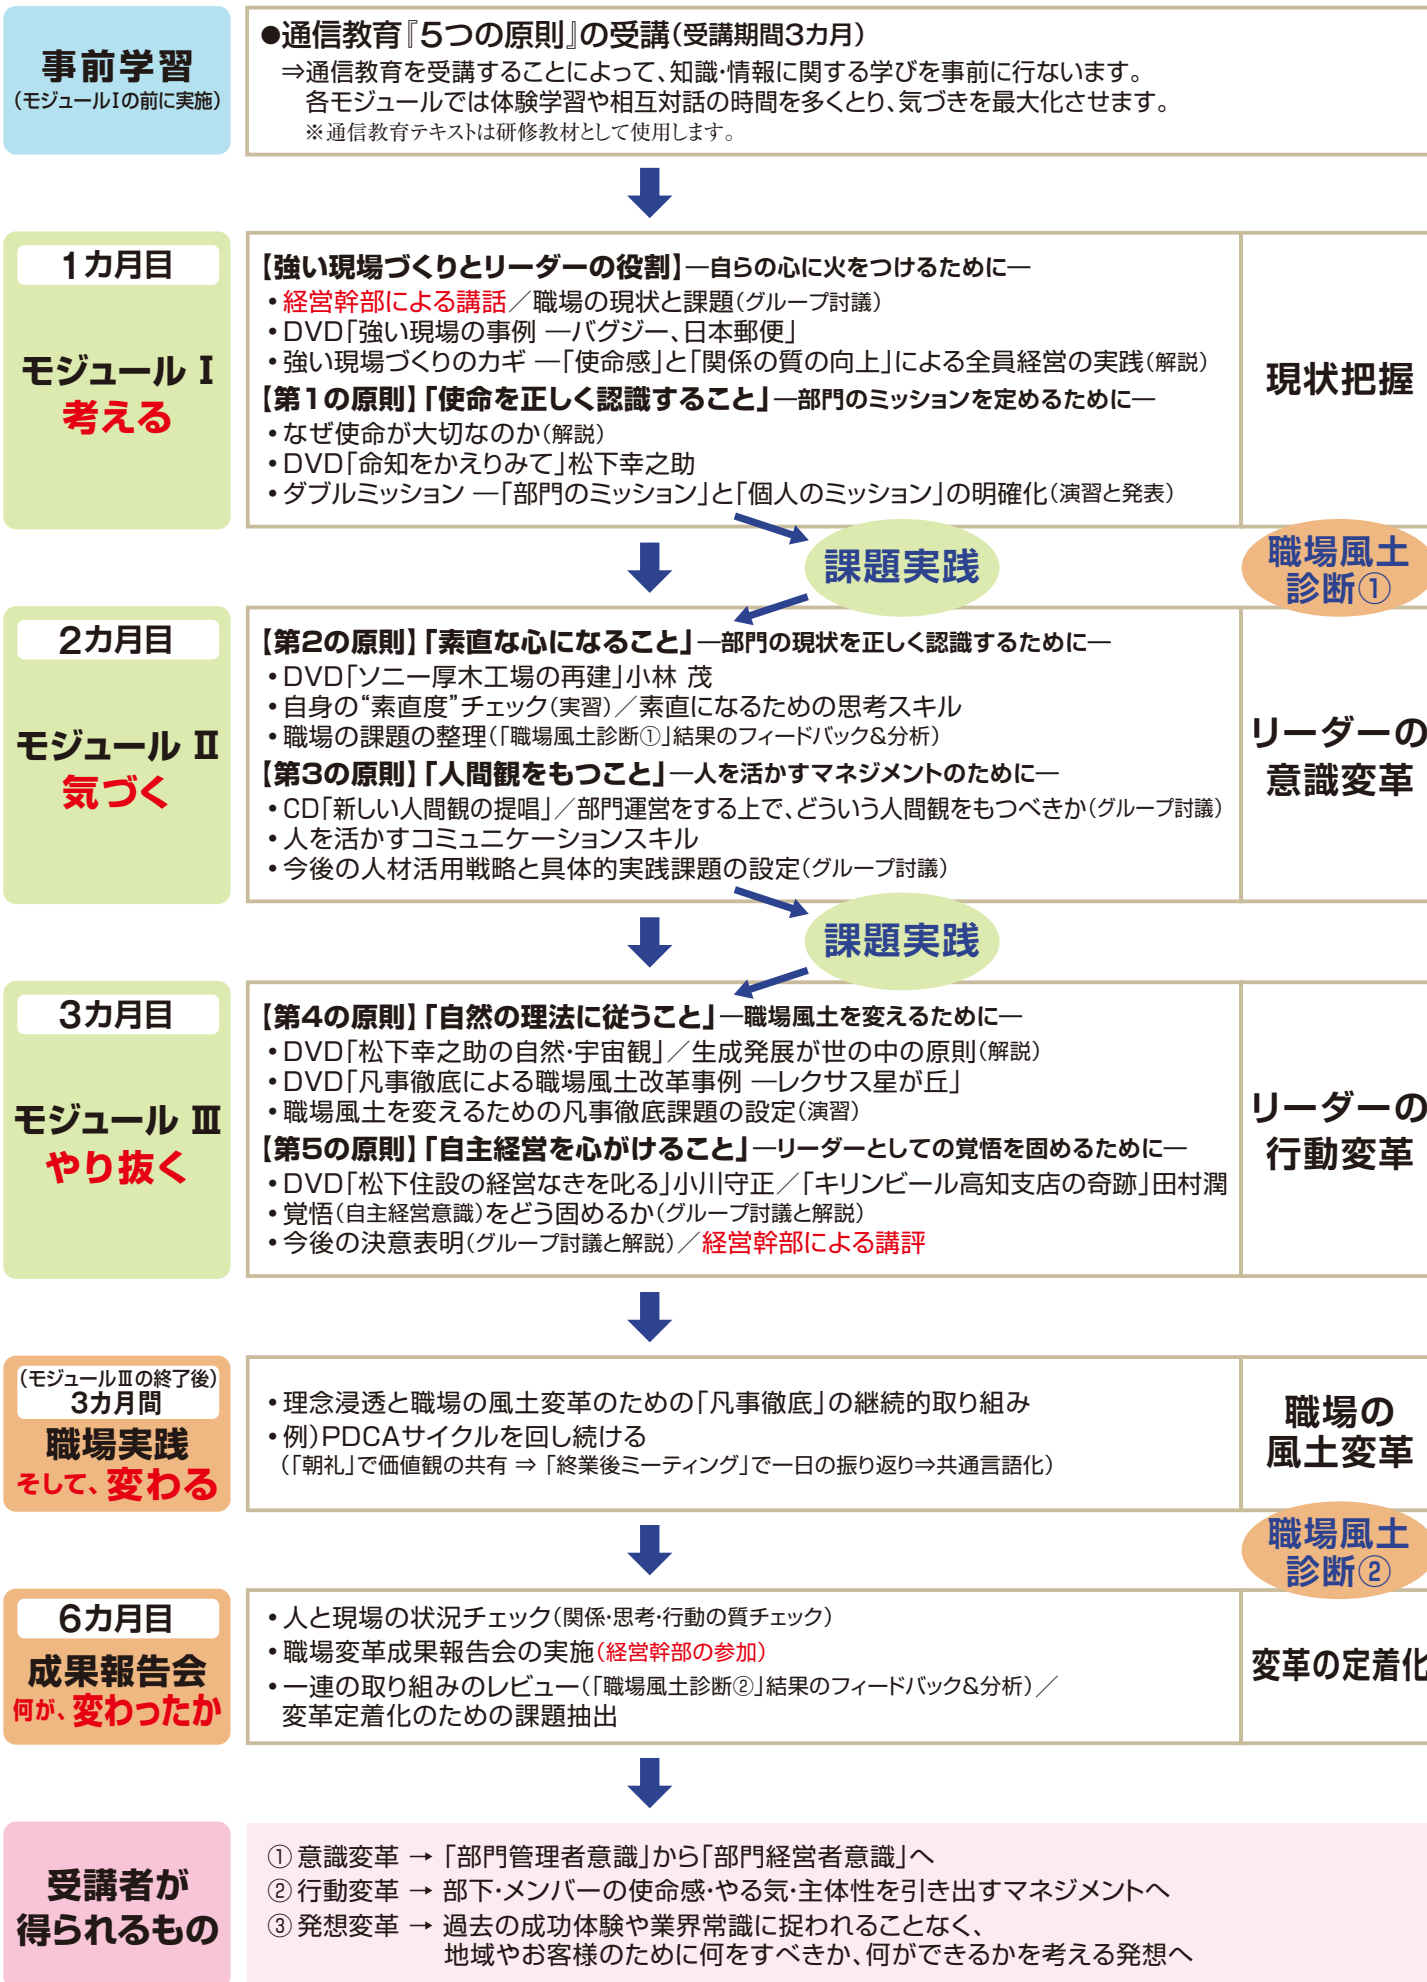 事前学習
(モジュールⅠの前に実施)
●通信教育『5つの原則』の受講(受講期間3カ月)
⇒通信教育を受講することによって、知識・情報に関する学びを事前に行ないます。
各モジュールでは体験学習や相互対話の時間を多くとり、気づきを最大化させます。
※通信教育テキストは研修教材として使用します。
1カ月目
モジュール Ⅰ
考える
【強い現場づくりとリーダーの役割】―自らの心に火をつけるために―
・経営幹部による講話／職場の現状と課題(グループ討議)
・DVD「強い現場の事例 ―バグジー、日本郵便」
・強い現場づくりのカギ ―「使命感」と「関係の質の向上」による全員経営の実践(解説)
【第1の原則】「使命を正しく認識すること」―部門のミッションを定めるために―
・なぜ使命が大切なのか(解説)
・DVD「命知をかえりみて」松下幸之助
・ダブルミッション ―「部門のミッション」と「個人のミッション」の明確化(演習と発表)
現状把握
課題実践
職場風土
診断①
2カ月目
モジュール Ⅱ
気づく
【第2の原則】「素直な心になること」―部門の現状を正しく認識するために―
・DVD「ソニー厚木工場の再建」小林 茂
・自身の“素直度”チェック(実習)／素直になるための思考スキル
・職場の課題の整理(「職場風土診断①」結果のフィードバック&分析)
【第3の原則】「人間観をもつこと」―人を活かすマネジメントのために―
・CD「新しい人間観の提唱」／部門運営をする上で、どういう人間観をもつべきか(グループ討議)
・人を活かすコミュニケーションスキル
・今後の人材活用戦略と具体的実践課題の設定(グループ討議)
リーダーの
意識変革
課題実践
3カ月目
モジュール Ⅲ
やり抜く
【第4の原則】「自然の理法に従うこと」―職場風土を変えるために―
・DVD「松下幸之助の自然・宇宙観」／生成発展が世の中の原則(解説)
・DVD「凡事徹底による職場風土改革事例 ―レクサス星が丘」
・職場風土を変えるための凡事徹底課題の設定(演習)
【第5の原則】「自主経営を心がけること」―リーダーとしての覚悟を固めるために―
・DVD「松下住設の経営なきを叱る」小川守正／「キリンビール高知支店の奇跡」田村潤
・覚悟(自主経営意識)をどう固めるか(グループ討議と解説)
・今後の決意表明(グループ討議と解説)／経営幹部による講評
リーダーの
行動変革
(モジュールⅢの終了後)
3カ月間
職場実践
そして、変わる
・理念浸透と職場の風土変革のための「凡事徹底」の継続的取り組み
・例)PDCAサイクルを回し続ける
(「朝礼」で価値観の共有 ⇒ 「終業後ミーティング」で一日の振り返り⇒共通言語化)
職場の
風土変革
職場風土
診断②
6カ月目
成果報告会
何が、変わったか
・人と現場の状況チェック(関係・思考・行動の質チェック)
・職場変革成果報告会の実施(経営幹部の参加)
・一連の取り組みのレビュー(「職場風土診断②」結果のフィードバック&分析)／
変革定着化のための課題抽出
変革の定着化
受講者が
得られるもの
① 意識変革 → 「部門管理者意識」から「部門経営者意識」へ
② 行動変革 → 部下・メンバーの使命感・やる気・主体性を引き出すマネジメントへ
③ 発想変革 → 過去の成功体験や業界常識に捉われることなく、
地域やお客様のために何をすべきか、何ができるかを考える発想へ